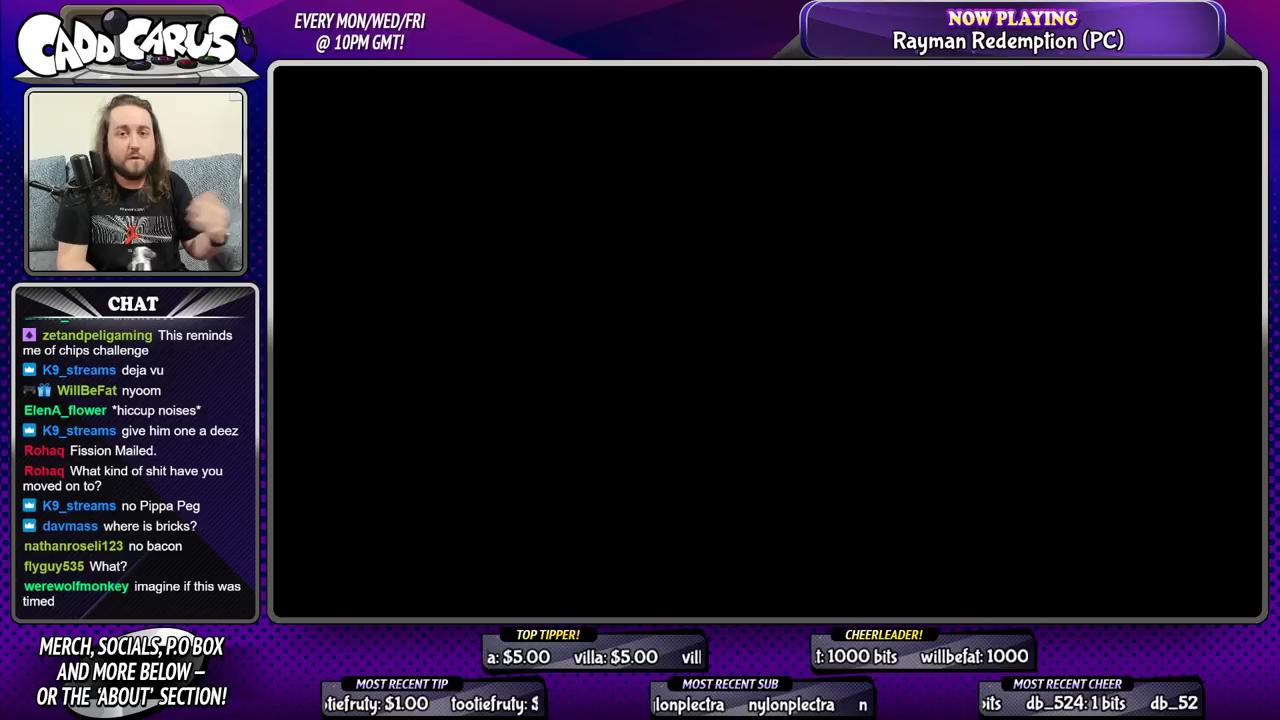 CADDICARUS
EVERY MON/WED/FRI
@ 10PM GMT!
NOW PLAYING
Rayman Redemption (PC)
CHAT
zetandpeligaming This reminds
me of chips challenge
K9_streams deja vu
WillBeFat nyoom
ElenA_flower *hiccup noises*
K9_streams give him one a deez
Rohaq Fission Mailed.
Rohaq What kind of shit have you
moved on to?
K9_streams no Pippa Peg
davmass where is bricks?
nathanroseli123 no bacon
flyguy535 What?
werewolfmonkey imagine if this was
timed
MERCH, SOCIALS, P.O BOX
AND MORE BELOW –
OR THE 'ABOUT' SECTION!
TOP TIPPER!
a: $5.00 villa: $5.00 vill
CHEERLEADER!
t: 1000 bits willbefat: 1000
MOST RECENT TIP
tiefruty: $1.00 tootiefruty: $
MOST RECENT SUB
lonplectra nylonplectra n
MOST RECENT CHEER
bits db_524: 1 bits db_52